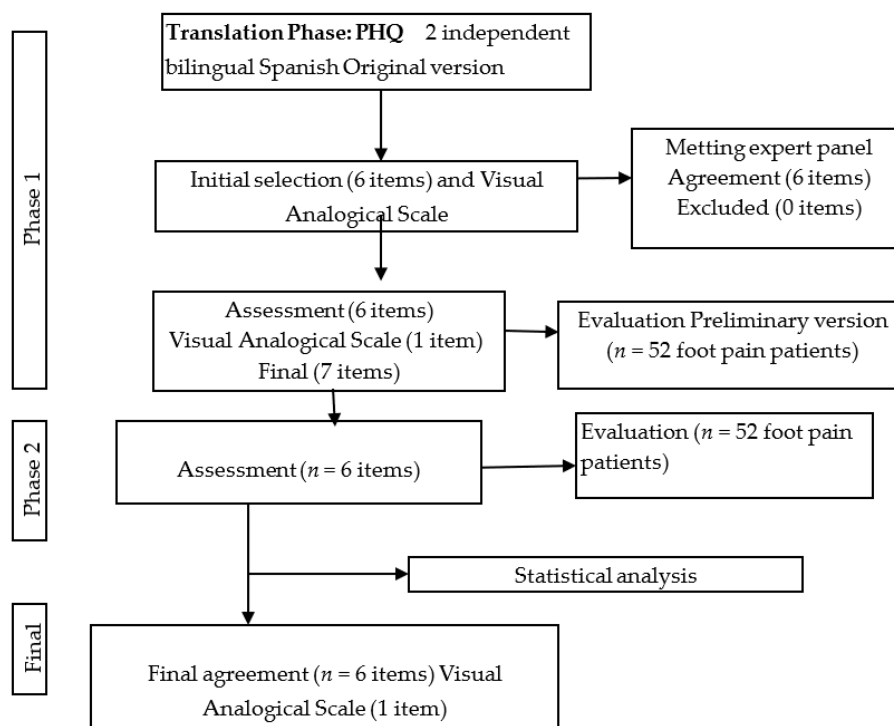 Translation Phase: PHQ 2 independent
bilingual Spanish Original version
Phase 1
Initial selection (6 items) and Visual
Analogical Scale
Metting expert panel
Agreement (6 items)
Excluded (0 items)
Assessment (6 items)
Visual Analogical Scale (1 item)
Final (7 items)
Evaluation Preliminary version
(n = 52 foot pain patients)
Phase 2
Assessment (n = 6 items)
Evaluation (n = 52 foot pain
patients)
Statistical analysis
Final
Final agreement (n = 6 items) Visual
Analogical Scale (1 item)